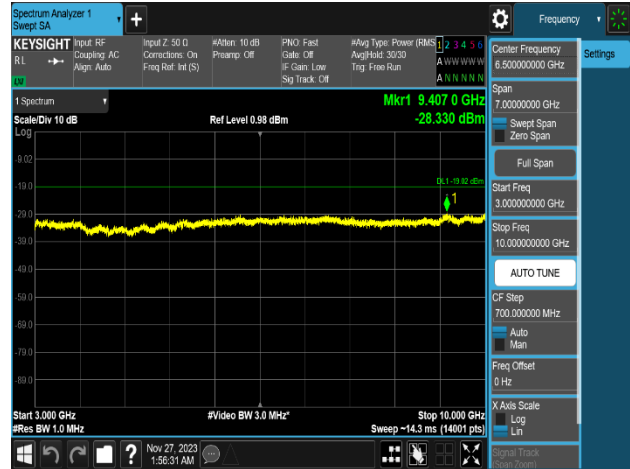 Spectrum Analyzer 1
Swept SA
Frequency
KEYSIGHT
Input: RF
Input Z: 50 Ω
#Atten: 10 dB
PNO: Fast
#Avg Type: Power (RMS
1 2 3 4 5 6
RL
Coupling: AC
Corrections: On
Preamp: Off
Gate: Off
Avg|Hold: 30/30
A W W W W W
Align: Auto
Freq Ref: Int (S)
IF Gain: Low
Trig: Free Run
Sig Track: Off
A N N N N N
Settings
Center Frequency
6.500000000 GHz
Span
7.00000000 GHz
Swept Span
Zero Span
Full Span
Start Freq
3.000000000 GHz
Stop Freq
10.000000000 GHz
AUTO TUNE
CF Step
700.000000 MHz
Auto
Man
Freq Offset
0 Hz
X Axis Scale
Log
Lin
Signal Track
(Span Zoom)
1 Spectrum
Mkr1 9.407 0 GHz
Scale/Div 10 dB
Ref Level 0.98 dBm
-28.330 dBm
Log
-9.02
-19.0
DL1 -19.02 dBm
1
-29.0
-39.0
-49.0
-59.0
-69.0
-79.0
-89.0
Start 3.000 GHz
#Video BW 3.0 MHz*
Stop 10.000 GHz
#Res BW 1.0 MHz
Sweep ~14.3 ms (14001 pts)
?
Nov 27, 2023
1:56:31 AM